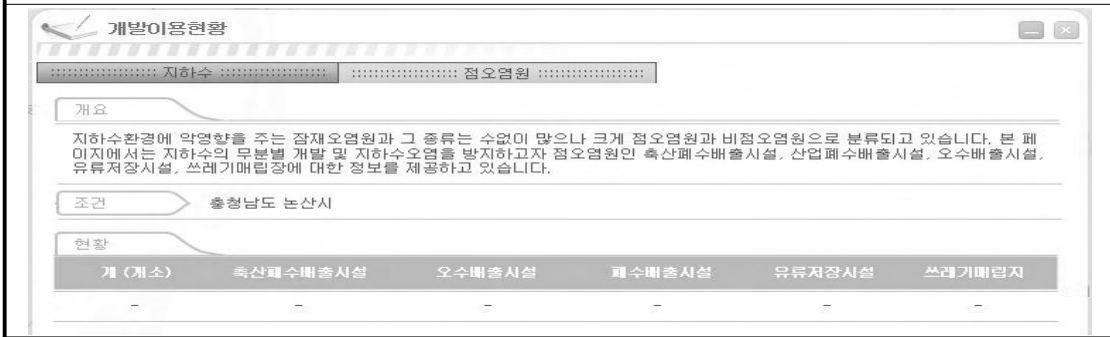 개발이용현황
지하수 점오염원
개요
지하수환경에 악영향을 주는 잠재오염원과 그 종류는 수없이 많으나 크게 점오염원과 비점오염원으로 분류되고 있습니다. 본 페
이지에서는 지하수의 무분별 개발 및 지하수오염을 방지하고자 점오염원인 축산폐수배출시설, 산업폐수배출시설, 오수배출시설,
유류저장시설, 쓰레기매립장에 대한 정보를 제공하고 있습니다.
조건 충청남도 논산시
현황
계 (개소) 축산폐수배출시설 오수배출시설 폐수배출시설 유류저장시설 쓰레기매립지
- - - - - -